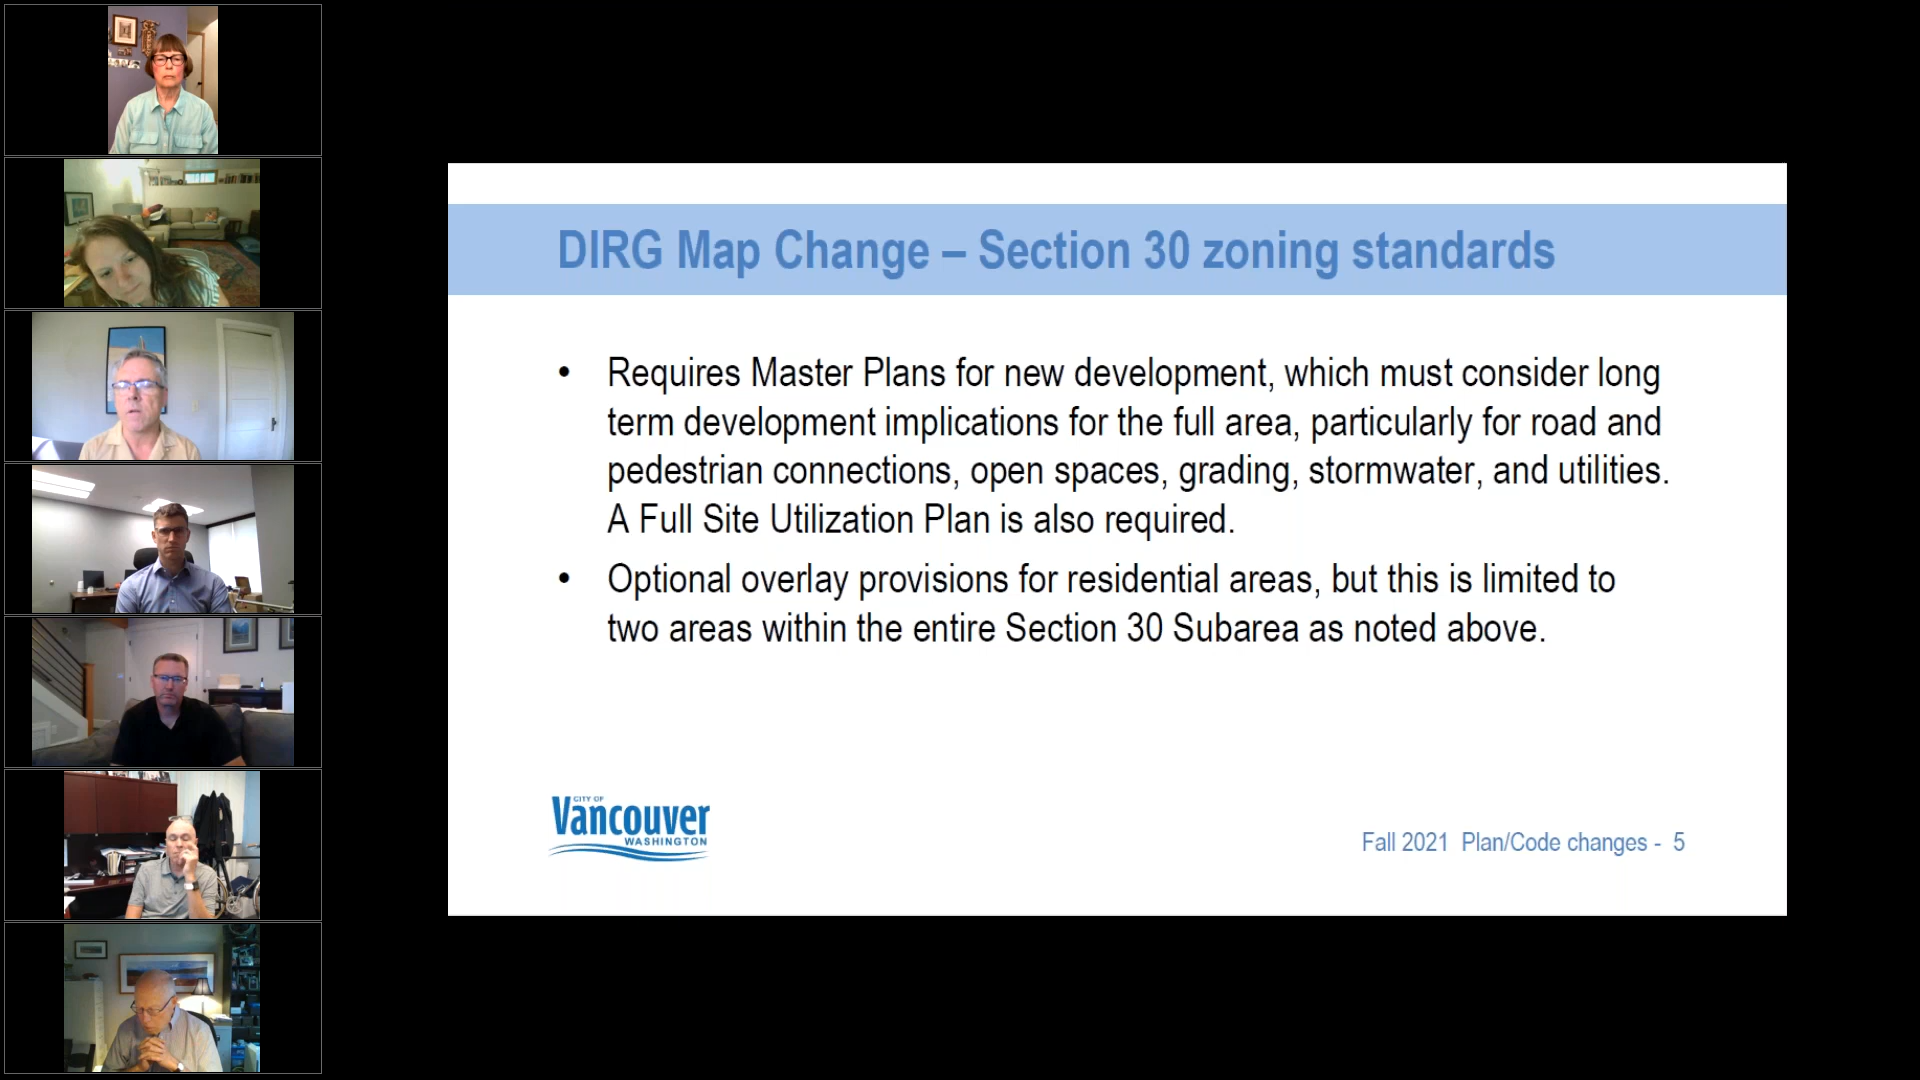 DIRG Map Change – Section 30 zoning standards
• Requires Master Plans for new development, which must consider long
term development implications for the full area, particularly for road and
pedestrian connections, open spaces, grading, stormwater, and utilities.
A Full Site Utilization Plan is also required.
• Optional overlay provisions for residential areas, but this is limited to
two areas within the entire Section 30 Subarea as noted above.
CITY OF
Vancouver
WASHINGTON
Fall 2021 Plan/Code changes - 5